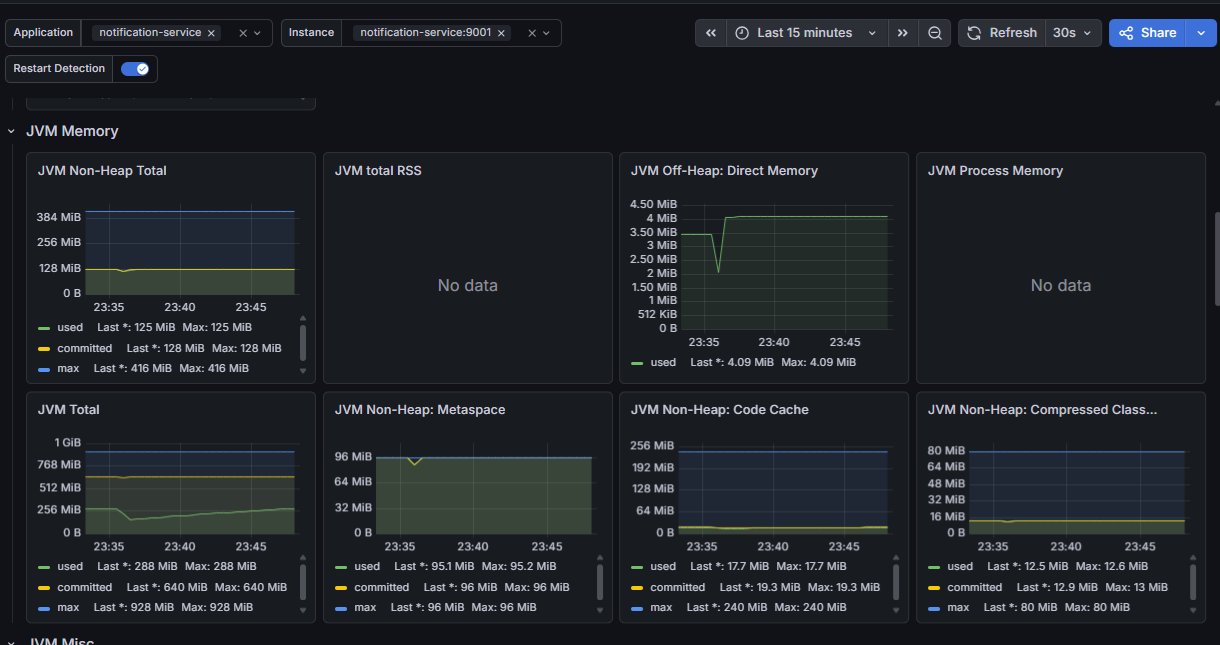 Application notification-service × × Instance notification-service:9001 × × Last 15 minutes Refresh 30s Share
Restart Detection
JVM Memory
JVM Non-Heap Total
384 MiB
256 MiB
128 MiB
0 B
23:35 23:40 23:45
used Last *: 125 MiB Max: 125 MiB
committed Last *: 128 MiB Max: 128 MiB
max Last *: 416 MiB Max: 416 MiB
JVM total RSS
No data
JVM Off-Heap: Direct Memory
4.50 MiB
4 MiB
3.50 MiB
3 MiB
2.50 MiB
2 MiB
1.50 MiB
1 MiB
512 KiB
0 B
23:35 23:40 23:45
used Last *: 4.09 MiB Max: 4.09 MiB
JVM Process Memory
No data
JVM Total
1 GiB
768 MiB
512 MiB
256 MiB
0 B
23:35 23:40 23:45
used Last *: 288 MiB Max: 288 MiB
committed Last *: 640 MiB Max: 640 MiB
max Last *: 928 MiB Max: 928 MiB
JVM Non-Heap: Metaspace
96 MiB
64 MiB
32 MiB
0 B
23:35 23:40 23:45
used Last *: 95.1 MiB Max: 95.2 MiB
committed Last *: 96 MiB Max: 96 MiB
max Last *: 96 MiB Max: 96 MiB
JVM Non-Heap: Code Cache
256 MiB
192 MiB
128 MiB
64 MiB
0 B
23:35 23:40 23:45
used Last *: 17.7 MiB Max: 17.7 MiB
committed Last *: 19.3 MiB Max: 19.3 MiB
max Last *: 240 MiB Max: 240 MiB
JVM Non-Heap: Compressed Class...
80 MiB
64 MiB
48 MiB
32 MiB
16 MiB
0 B
23:35 23:40 23:45
used Last *: 12.5 MiB Max: 12.6 MiB
committed Last *: 12.9 MiB Max: 13 MiB
max Last *: 80 MiB Max: 80 MiB
JVM Misc